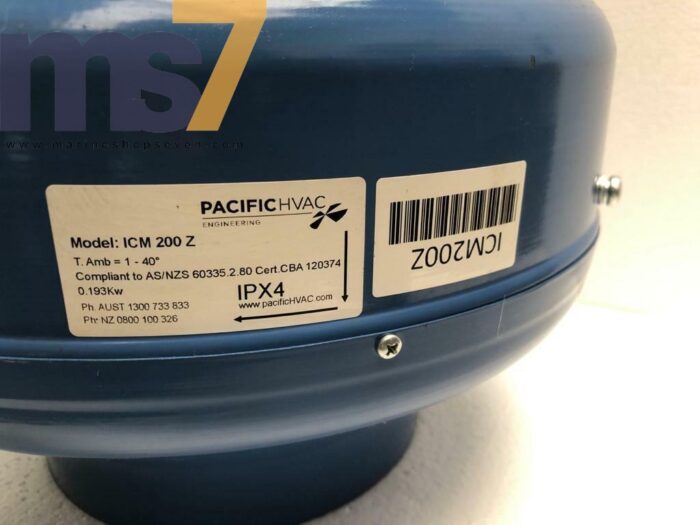 ms7
www.marineshopseven.com
PACIFICHVAC
ENGINEERING
Model: ICM 200 Z
T. Amb = 1 - 40°
Compliant to AS/NZS 60335.2.80 Cert.CBA 120374
0.193Kw
IPX4
Ph: AUST 1300 733 833
www.pacificHVAC.com
Ph: NZ 0800 100 326
ICM200Z